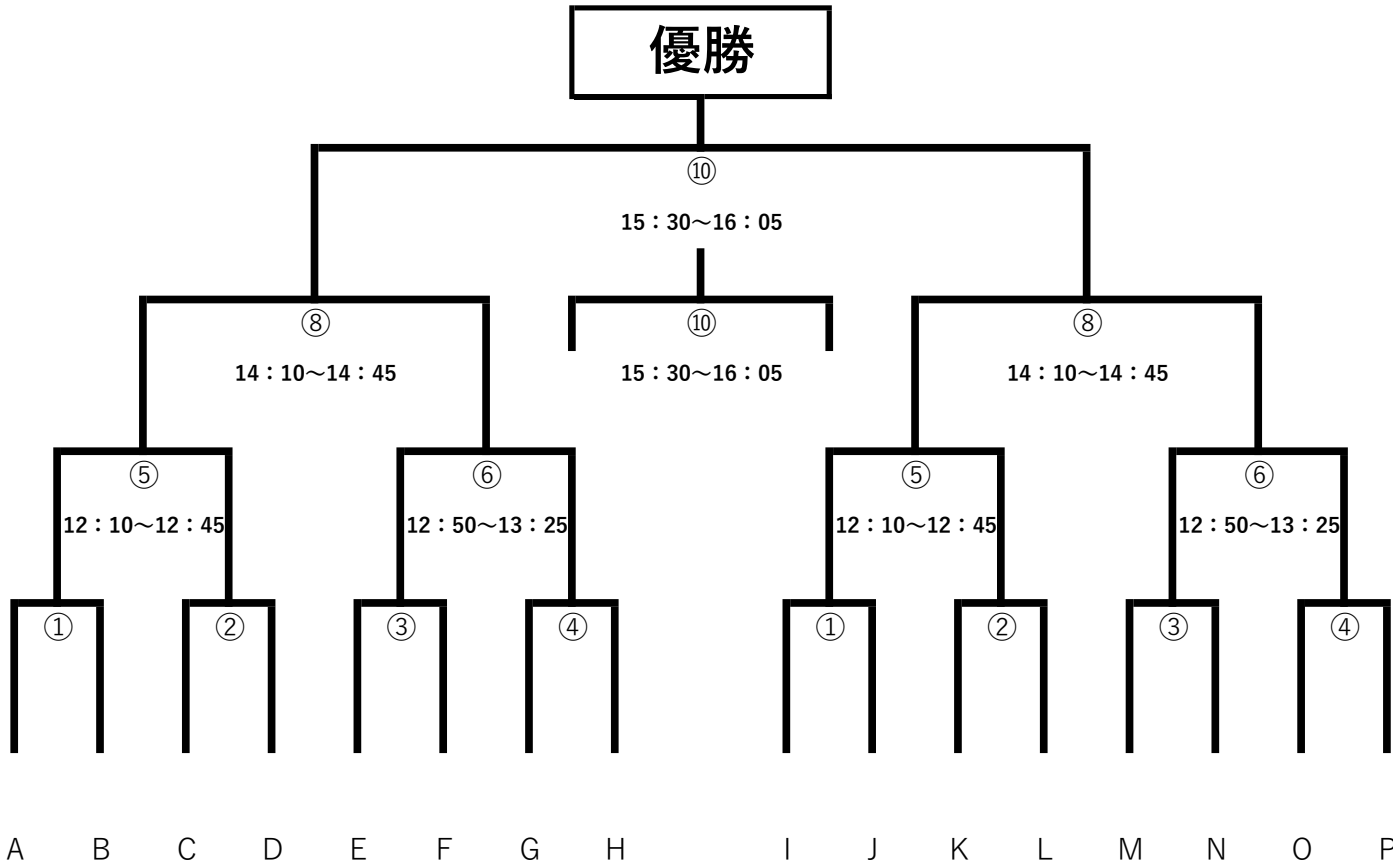 優勝
⑩
15：30～16：05
⑧ ⑩ ⑧
14：10～14：45 15：30～16：05 14：10～14：45
⑤ ⑥ ⑤ ⑥
12：10～12：45 12：50～13：25 12：10～12：45 12：50～13：25
① ② ③ ④ ① ② ③ ④
A B C D E F G H I J K L M N O P